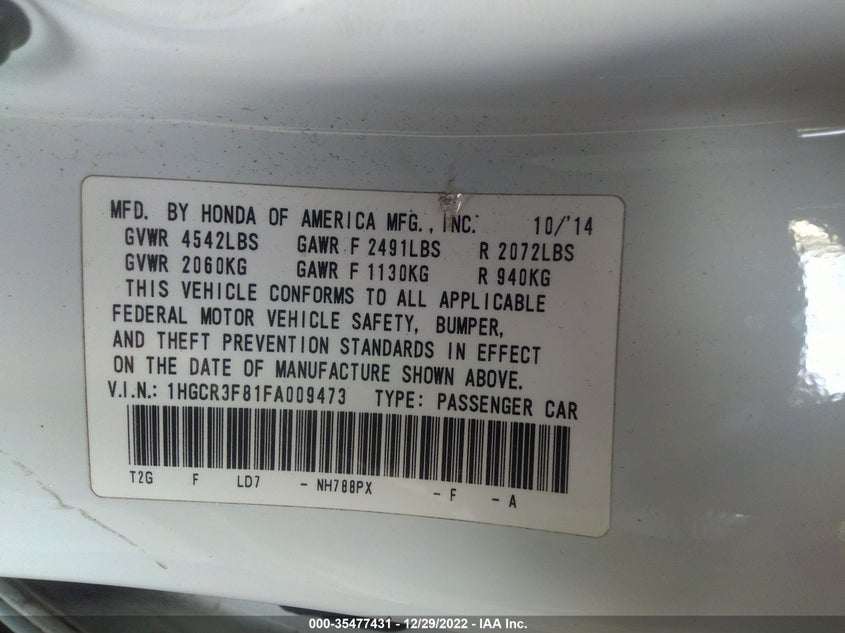 MFD. BY HONDA OF AMERICA MFG., INC. 10/'14
GVWR 4542LBS GAWR F 2491LBS R 2072LBS
GVWR 2060KG GAWR F 1130KG R 940KG
THIS VEHICLE CONFORMS TO ALL APPLICABLE
FEDERAL MOTOR VEHICLE SAFETY, BUMPER,
AND THEFT PREVENTION STANDARDS IN EFFECT
ON THE DATE OF MANUFACTURE SHOWN ABOVE.
V.I.N.: 1HGCR3F81FA009473 TYPE: PASSENGER CAR
T2G F LD7 - NH788PX - F - A
000-35477431 - 12/29/2022 - IAA Inc.